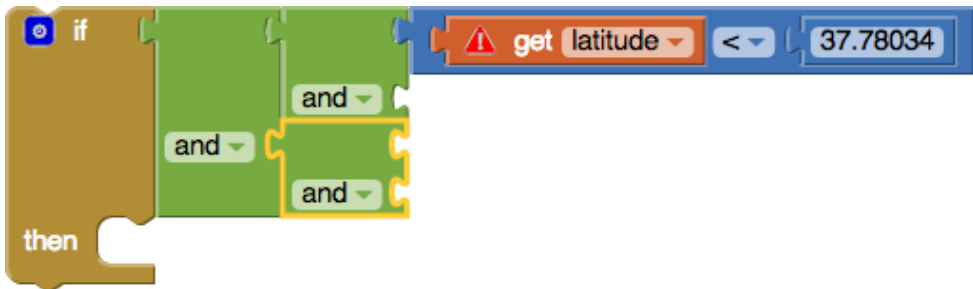 if get latitude < 37.78034
and
and
and
then